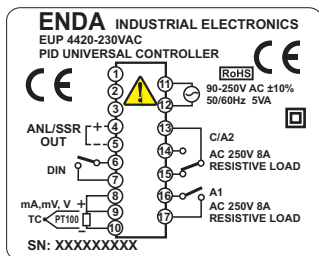 ENDA INDUSTRIAL ELECTRONICS
EUP 4420-230VAC
PID UNIVERSAL CONTROLLER
CE
RoHS
CE
90-250V AC ±10%
50/60Hz 5VA
1
2
3
4
5
6
7
8
9
10
11
12
13
14
15
16
17
ANL/SSR
OUT
+
-
DIN
mA,mV, V +
TC
PT100
-
C/A2
AC 250V 8A
RESISTIVE LOAD
A1
AC 250V 8A
RESISTIVE LOAD
SN: XXXXXXXXX